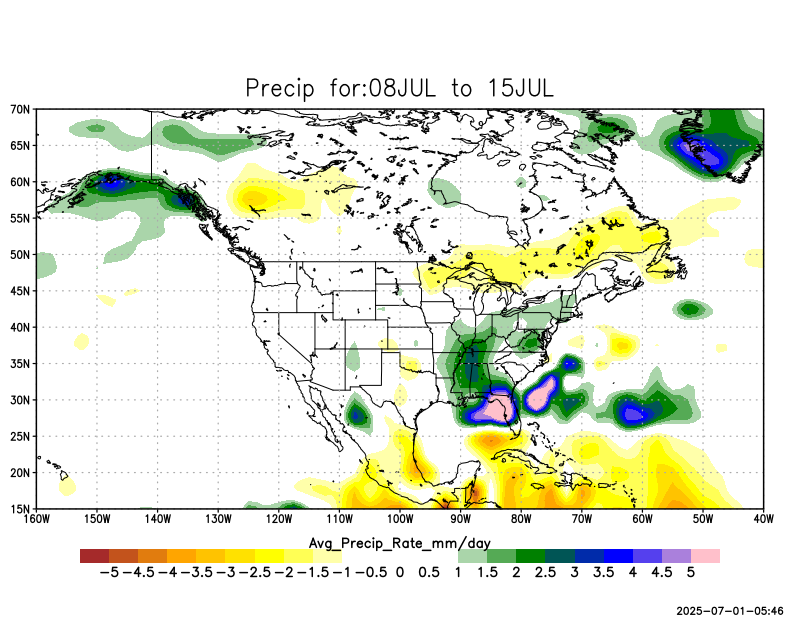 Precip for:08JUL to 15JUL
70N
65N
60N
55N
50N
45N
40N
35N
30N
25N
20N
15N
160W 150W 140W 130W 120W 110W 100W 90W 80W 70W 60W 50W 40W
Avg_Precip_Rate_mm/day
-5 -4.5 -4 -3.5 -3 -2.5 -2 -1.5 -1 -0.5 0 0.5 1 1.5 2 2.5 3 3.5 4 4.5 5
2025-07-01-05:46